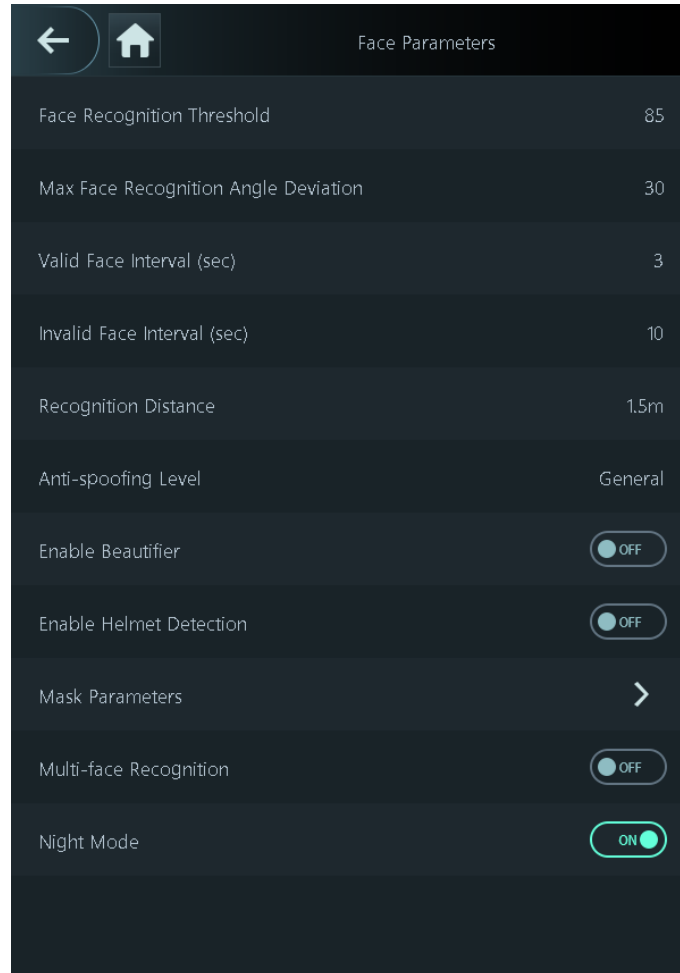 Face Parameters
Face Recognition Threshold 85
Max Face Recognition Angle Deviation 30
Valid Face Interval (sec) 3
Invalid Face Interval (sec) 10
Recognition Distance 1.5m
Anti-spoofing Level General
Enable Beautifier OFF
Enable Helmet Detection OFF
Mask Parameters
Multi-face Recognition OFF
Night Mode ON